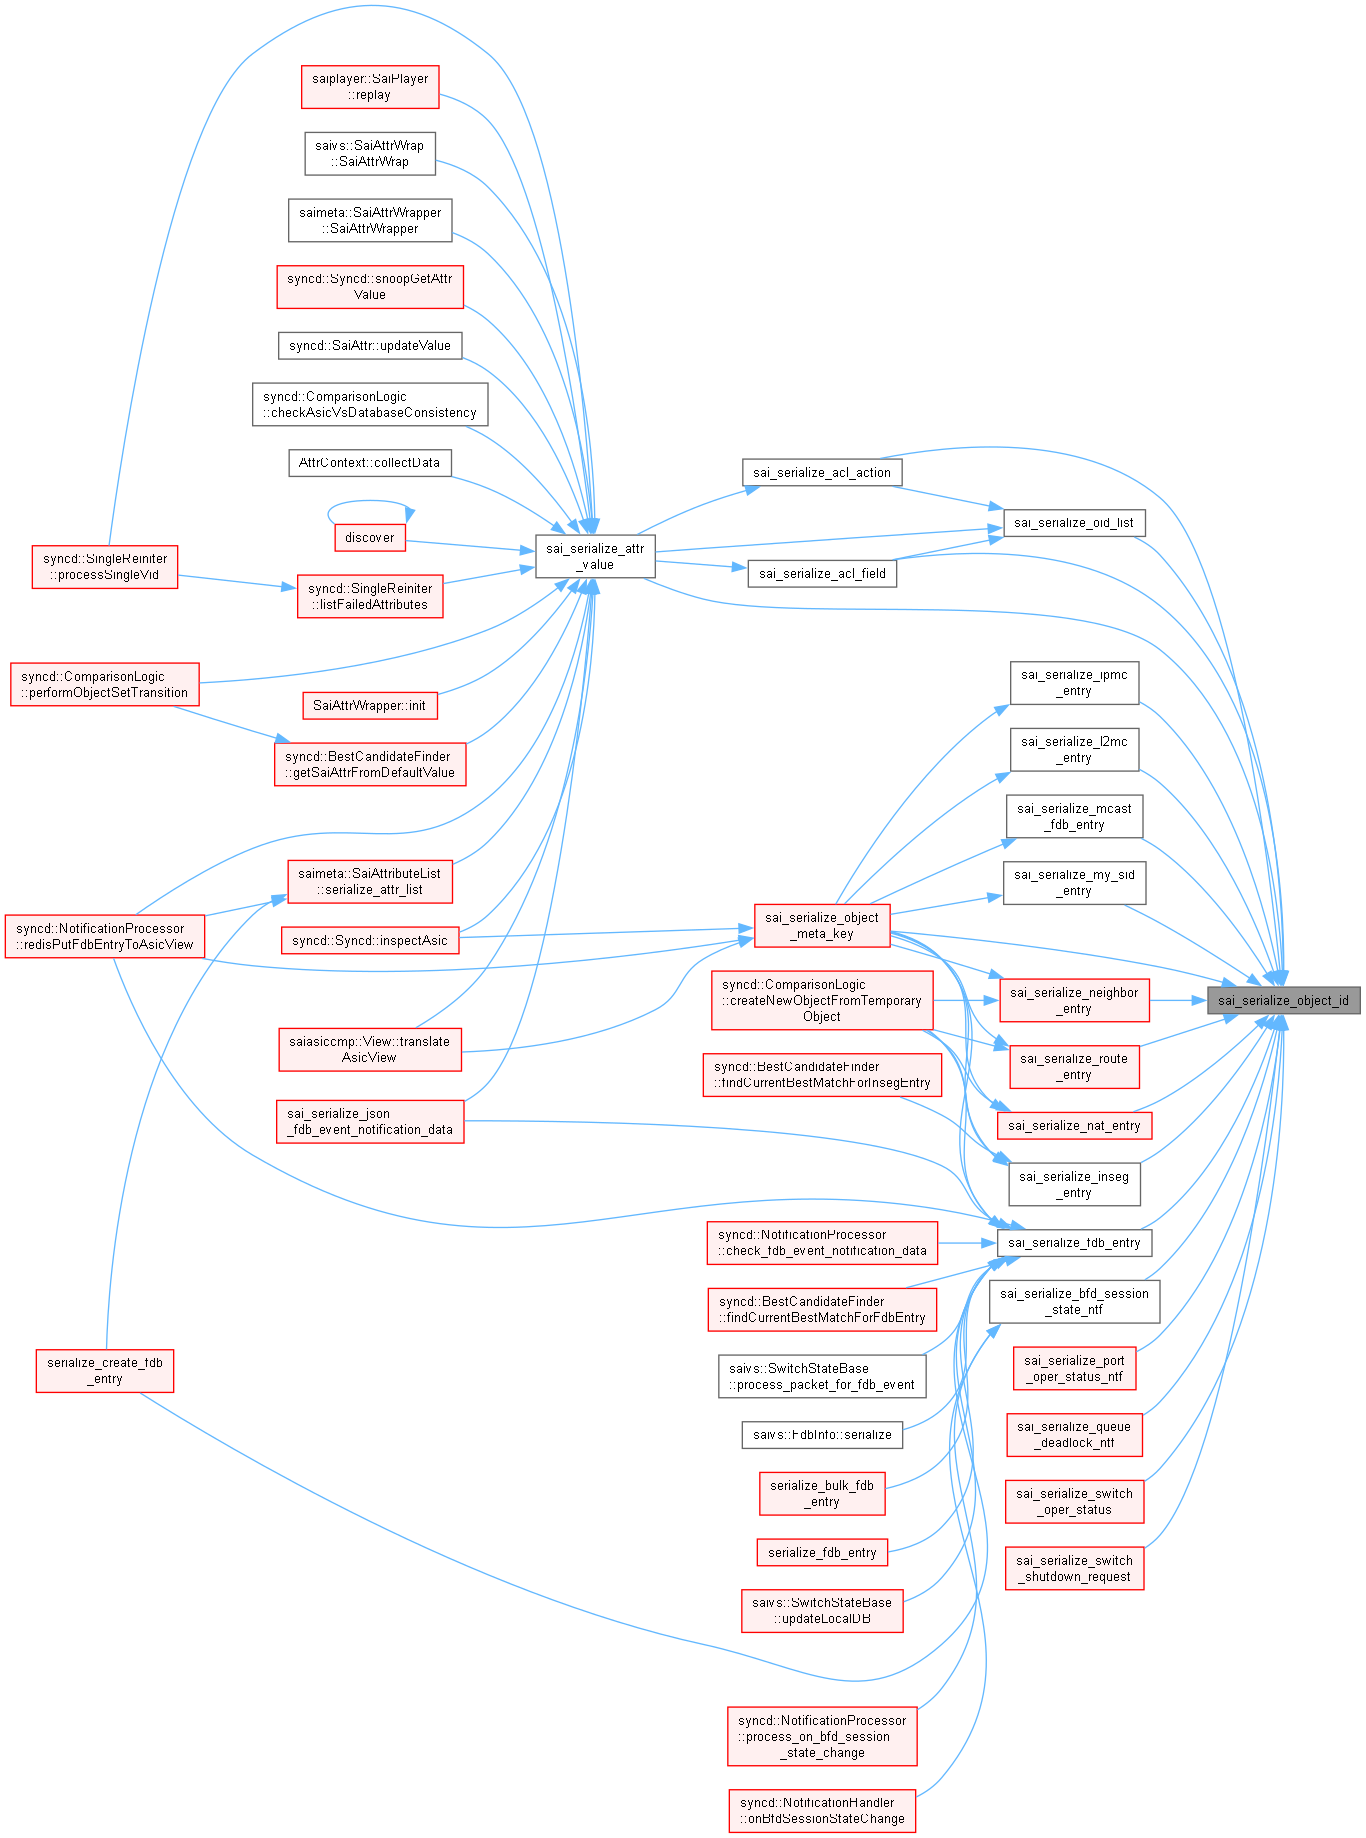 saiplayer::SaiPlayer
::replay
saivs::SaiAttrWrap
::SaiAttrWrap
saimeta::SaiAttrWrapper
::SaiAttrWrapper
syncd::Syncd::snoopGetAttr
Value
syncd::SaiAttr::updateValue
syncd::ComparisonLogic
::checkAsicVsDatabaseConsistency
AttrContext::collectData
discover
syncd::SingleReiniter
::processSingleVid
syncd::SingleReiniter
::listFailedAttributes
syncd::ComparisonLogic
::performObjectSetTransition
SaiAttrWrapper::init
syncd::BestCandidateFinder
::getSaiAttrFromDefaultValue
saimeta::SaiAttributeList
::serialize_attr_list
syncd::NotificationProcessor
::redisPutFdbEntryToAsicView
syncd::Syncd::inspectAsic
saiasiccmp::View::translate
AsicView
sai_serialize_json
_fdb_event_notification_data
serialize_create_fdb
_entry
sai_serialize_attr
_value
sai_serialize_acl_action
sai_serialize_oid_list
sai_serialize_acl_field
sai_serialize_ipmc
_entry
sai_serialize_l2mc
_entry
sai_serialize_mcast
_fdb_entry
sai_serialize_my_sid
_entry
sai_serialize_object
_meta_key
syncd::ComparisonLogic
::createNewObjectFromTemporary
Object
sai_serialize_neighbor
_entry
sai_serialize_object_id
sai_serialize_route
_entry
syncd::BestCandidateFinder
::findCurrentBestMatchForInsegEntry
sai_serialize_nat_entry
sai_serialize_inseg
_entry
syncd::NotificationProcessor
::check_fdb_event_notification_data
sai_serialize_fdb_entry
syncd::BestCandidateFinder
::findCurrentBestMatchForFdbEntry
sai_serialize_bfd_session
_state_ntf
saivs::SwitchStateBase
::process_packet_for_fdb_event
sai_serialize_port
_oper_status_ntf
saivs::FdbInfo::serialize
sai_serialize_queue
_deadlock_ntf
serialize_bulk_fdb
_entry
sai_serialize_switch
_oper_status
serialize_fdb_entry
sai_serialize_switch
_shutdown_request
saivs::SwitchStateBase
::updateLocalDB
syncd::NotificationProcessor
::process_on_bfd_session
_state_change
syncd::NotificationHandler
::onBfdSessionStateChange